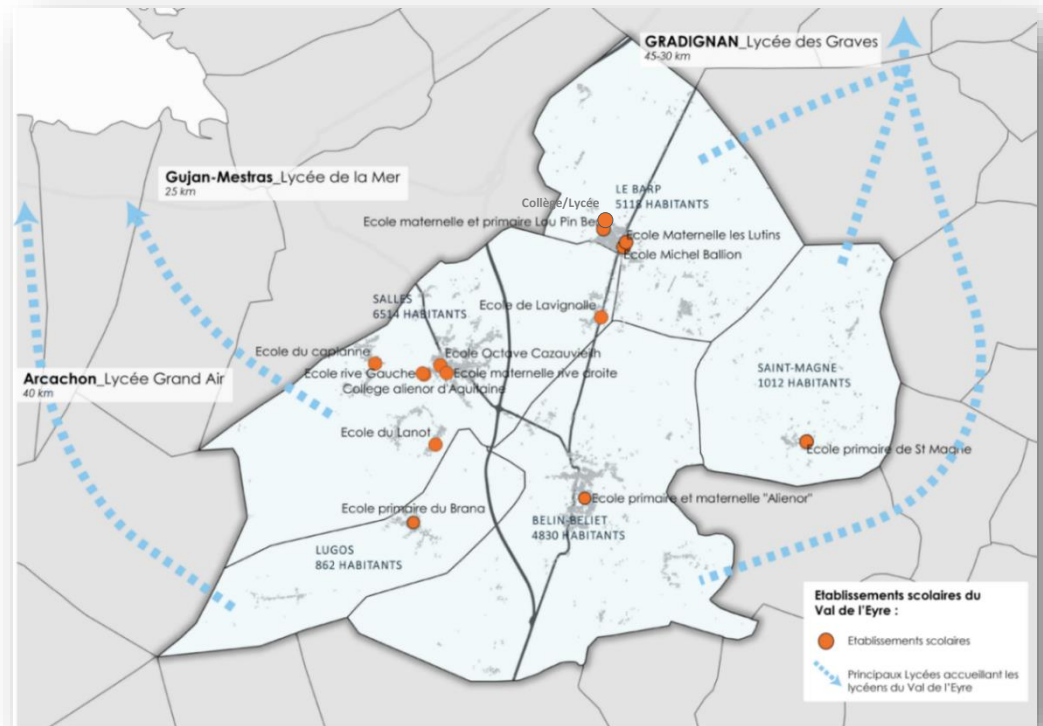 GRADIGNAN_Lycée des Graves
45-30 km
Gujan-Mestras_Lycée de la Mer
25 km
Collège/Lycée
LE BARP
5118 HABITANTS
Ecole maternelle et primaire Lou Pin Be
Ecole Maternelle les Lutins
Ecole Michel Ballion
SALLES
6514 HABITANTS
Ecole de Lavignolle
Ecole du caplanne
Ecole Octave Cazauvieilh
Ecole rive Gauche
Ecole maternelle rive droite
College alienor d'Aquitaine
Arcachon_Lycée Grand Air
40 km
SAINT-MAGNE
1012 HABITANTS
Ecole du Lanot
Ecole primaire de St Magne
Ecole primaire et maternelle "Alienor"
Ecole primaire du Brana
BELIN-BELIET
4830 HABITANTS
LUGOS
862 HABITANTS
Etablissements scolaires du
Val de l'Eyre :
Etablissements scolaires
Principaux Lycées accueillant les
lycéens du Val de l'Eyre